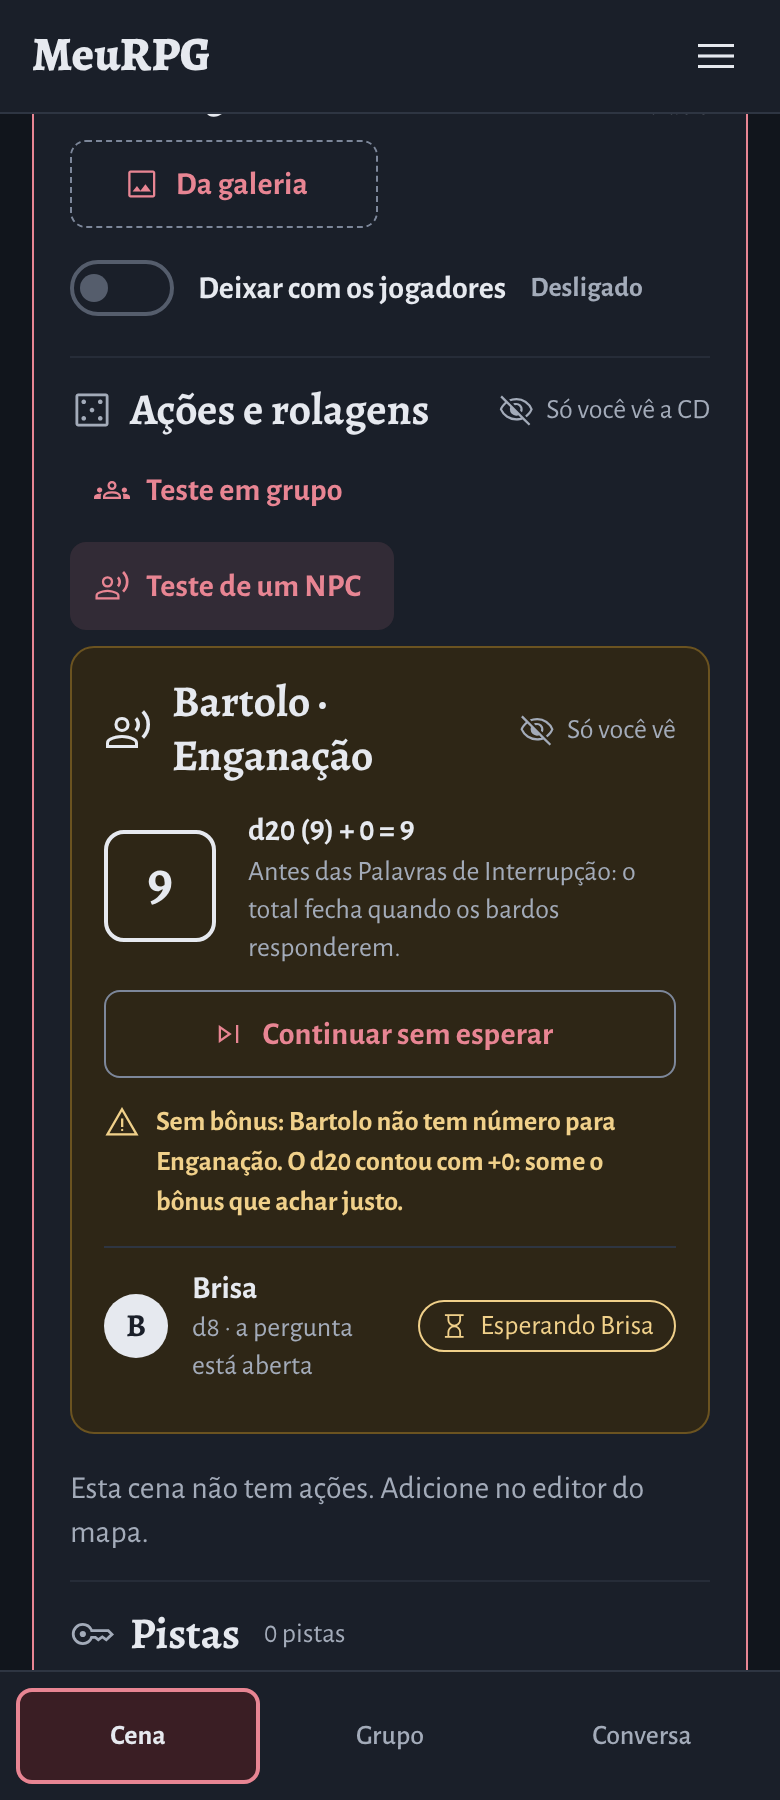 MeuRPG
Da galeria
Deixar com os jogadores Desligado
Ações e rolagens Só você vê a CD
Teste em grupo
Teste de um NPC
Bartolo ·
Enganação
Só você vê
9
d20 (9) + 0 = 9
Antes das Palavras de Interrupção: o
total fecha quando os bardos
responderem.
Continuar sem esperar
Sem bônus: Bartolo não tem número para
Enganação. O d20 contou com +0: some o
bônus que achar justo.
B
Brisa
d8 · a pergunta
está aberta
Esperando Brisa
Esta cena não tem ações. Adicione no editor do
mapa.
Pistas 0 pistas
Cena Grupo Conversa